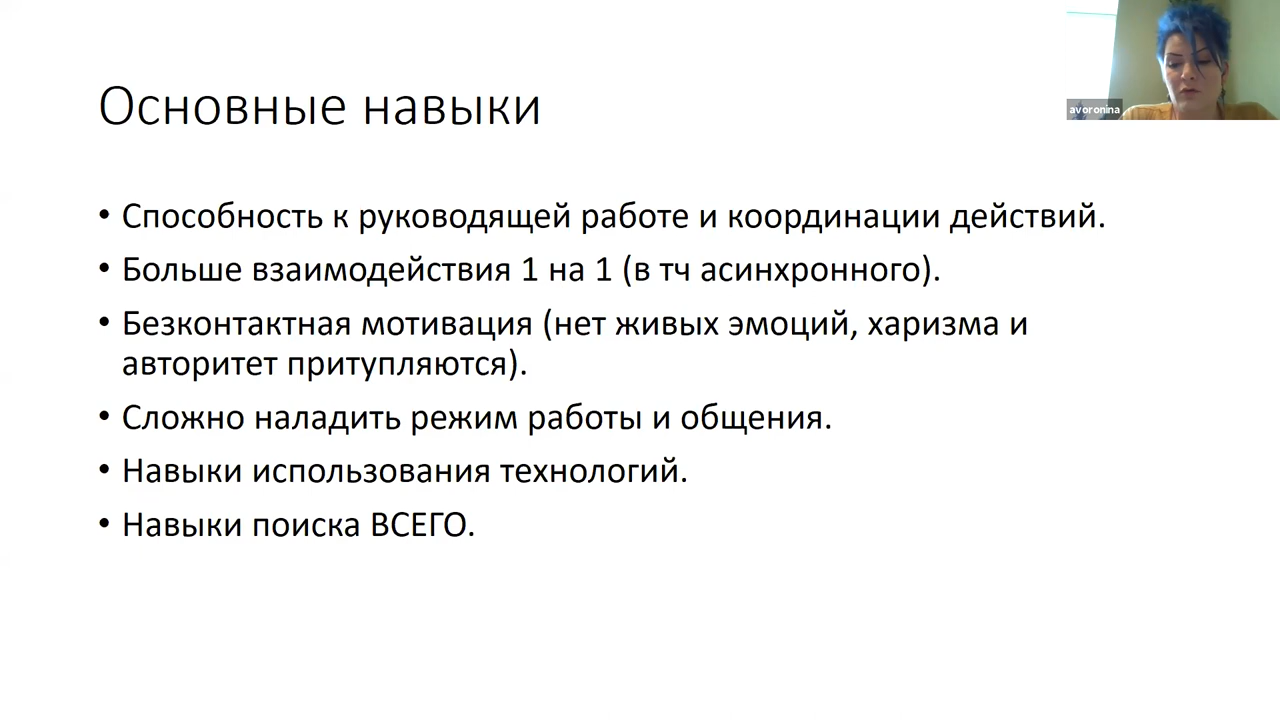 Основные навыки
avoronina
• Способность к руководящей работе и координации действий.
• Больше взаимодействия 1 на 1 (в тч асинхронного).
• Безконтактная мотивация (нет живых эмоций, харизма и
авторитет притупляются).
• Сложно наладить режим работы и общения.
• Навыки использования технологий.
• Навыки поиска ВСЕГО.